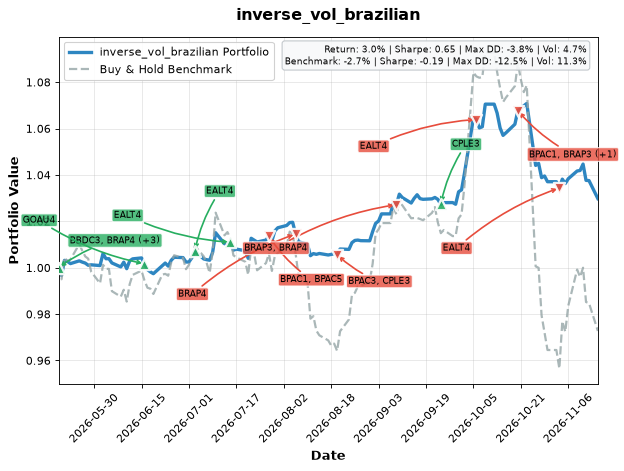 inverse_vol_brazilian
inverse_vol_brazilian Portfolio
Buy & Hold Benchmark
Return: 3.0% | Sharpe: 0.65 | Max DD: -3.8% | Vol: 4.7%
Benchmark: -2.7% | Sharpe: -0.19 | Max DD: -12.5% | Vol: 11.3%
Portfolio Value
1.08
1.06
1.04
1.02
1.00
0.98
0.96
EALT4
CPLE3
BPAC1, BRAP3 (+1)
EALT4
EALT4
GOAU4
BRDC3, BRAP4 (+3)
BRAP3, BRAP4
EALT4
BRAP4
BPAC1, BPAC5
BPAC3, CPLE3
2026-05-30
2026-06-15
2026-07-01
2026-07-17
2026-08-02
2026-08-18
2026-09-03
2026-09-19
2026-10-05
2026-10-21
2026-11-06
Date